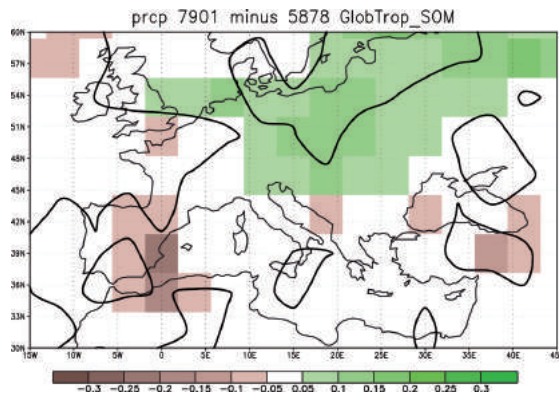 prcp 7901 minus 5878 GlobTrop_SOM
60N
57N
54N
51N
48N
45N
42N
39N
36N
33N
30N
15W 10W 5W 0 5E 10E 15E 20E 25E 30E 35E 40E 45
-0.3 -0.25 -0.2 -0.15 -0.1 -0.05 0.05 0.1 0.15 0.2 0.25 0.3